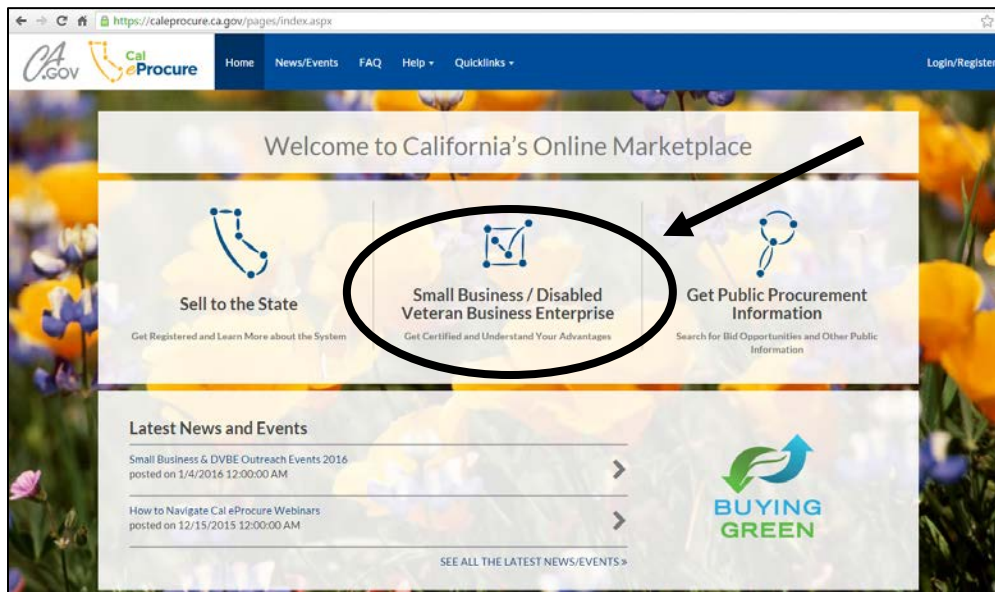 https://caleprocure.ca.gov/pages/index.aspx
CA.GOV
Cal
eProcure
Home News/Events FAQ Help Quicklinks Login/Register
Welcome to California's Online Marketplace
Sell to the State
Get Registered and Learn More about the System
Small Business / Disabled
Veteran Business Enterprise
Get Certified and Understand Your Advantages
Get Public Procurement
Information
Search for Bid Opportunities and Other Public
Information
Latest News and Events
Small Business & DVBE Outreach Events 2016
posted on 1/4/2016 12:00:00 AM
How to Navigate Cal eProcure Webinars
posted on 12/15/2015 12:00:00 AM
SEE ALL THE LATEST NEWS/EVENTS »
BUYING
GREEN